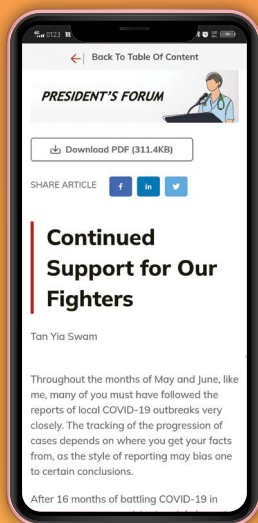 0123
Back To Table Of Content
PRESIDENT'S FORUM
Download PDF (311.4KB)
SHARE ARTICLE
f in
Continued
Support for Our
Fighters
Tan Yia Swam
Throughout the months of May and June, like
me, many of you must have followed the
reports of local COVID-19 outbreaks very
closely. The tracking of the progression of
cases depends on where you get your facts
from, as the style of reporting may bias one
to certain conclusions.
After 16 months of battling COVID-19 in